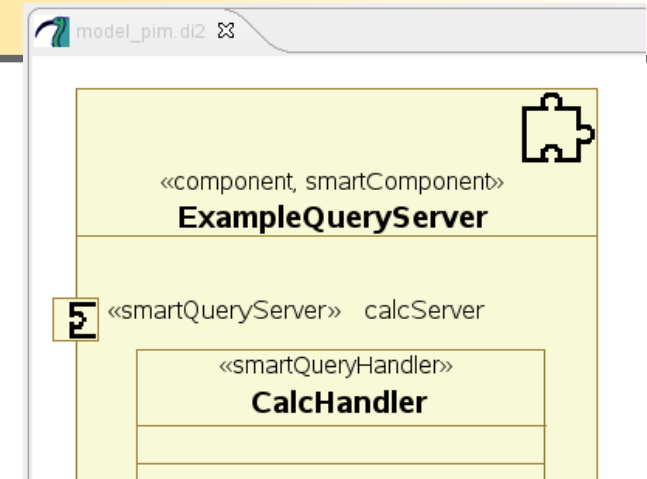 model_pim.di2
«component, smartComponent»
ExampleQueryServer
«smartQueryServer» calcServer
«smartQueryHandler»
CalcHandler